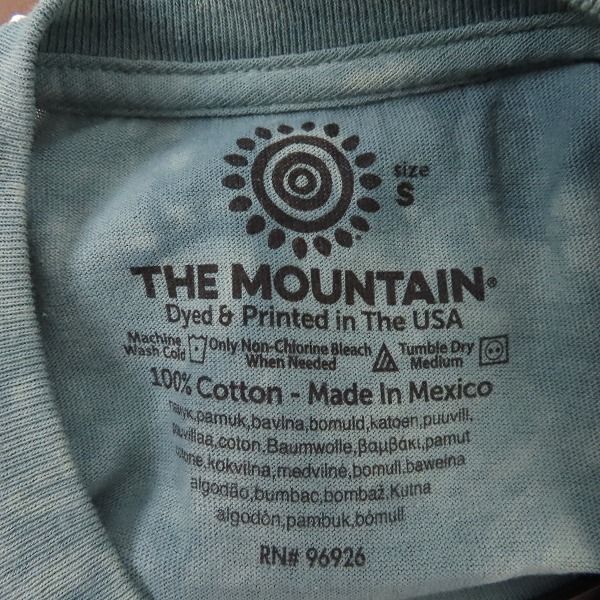 size
S
THE MOUNTAIN®
Dyed & Printed in The USA
Machine Wash Cold Only Non-Chlorine Bleach When Needed Tumble Dry Medium
100% Cotton - Made In Mexico
pamuk,bavlna,bomuld,katoen,puuvill,
puuvillaa,coton,Baumwolle,βαμβάκι,pamut
cotone,kokvilna,medvilnė,bomull,bawełna
algodão,bumbac,bombaž,Kutna
algodón,pambuk,bómull
RN# 96926